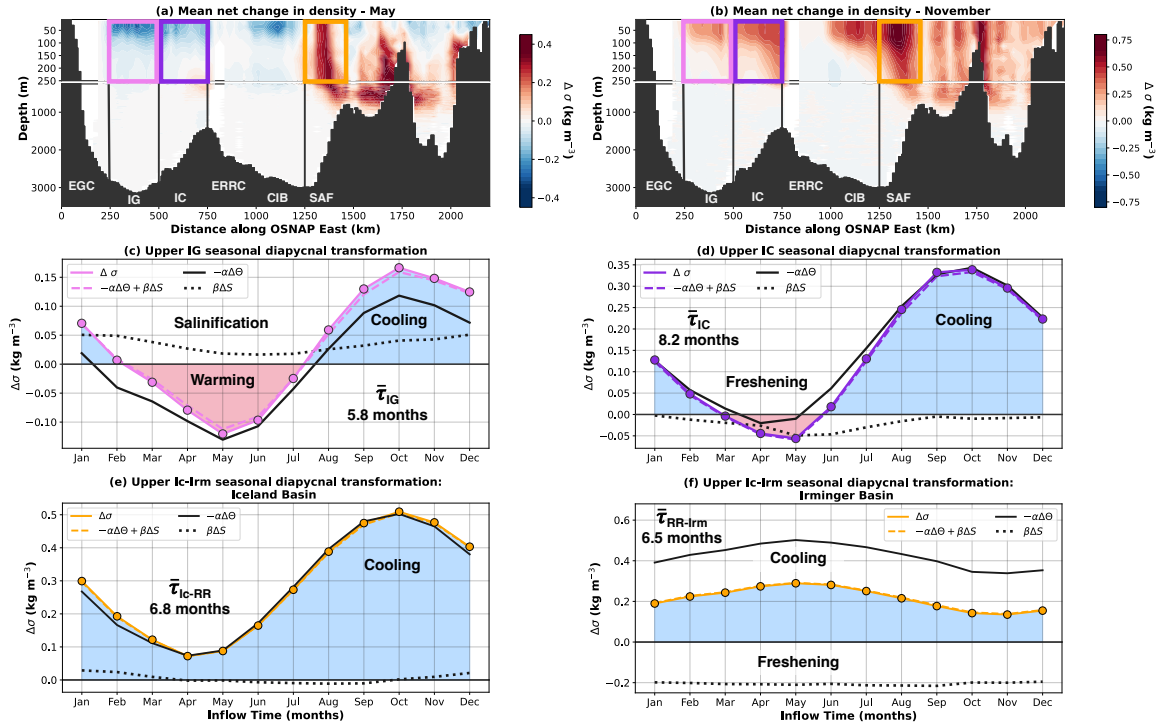 (a) Mean net change in density - May
50
100
150
200
250
1000
2000
3000
Depth (m)
EGC
IG
IC
ERRC
CIB
SAF
0
250
500
750
1000
1250
1500
1750
2000
Distance along OSNAP East (km)
0.4
0.2
0.0
−0.2
−0.4
Δ σ (kg m⁻³)
(b) Mean net change in density - November
50
100
150
200
250
1000
2000
3000
Depth (m)
EGC
IG
IC
ERRC
CIB
SAF
0
250
500
750
1000
1250
1500
1750
2000
Distance along OSNAP East (km)
0.75
0.50
0.25
0.00
−0.25
−0.50
−0.75
Δ σ (kg m⁻³)
(c) Upper IG seasonal diapycnal transformation
Δ σ
−αΔΘ + βΔS
−αΔΘ
βΔS
0.15
0.10
0.05
0.00
−0.05
−0.10
Δσ (kg m⁻³)
Salinification
Cooling
Warming
τ̅IG
5.8 months
Jan Feb Mar Apr May Jun Jul Aug Sep Oct Nov Dec
(d) Upper IC seasonal diapycnal transformation
Δ σ
−αΔΘ + βΔS
−αΔΘ
βΔS
0.35
0.30
0.25
0.20
0.15
0.10
0.05
0.00
−0.05
Δσ (kg m⁻³)
τ̅IC
8.2 months
Cooling
Freshening
Jan Feb Mar Apr May Jun Jul Aug Sep Oct Nov Dec
(e) Upper Ic-Irm seasonal diapycnal transformation:
Iceland Basin
Δσ
−αΔΘ + βΔS
−αΔΘ
βΔS
0.5
0.4
0.3
0.2
0.1
0.0
Δσ (kg m⁻³)
τ̅Ic-RR
6.8 months
Cooling
Jan Feb Mar Apr May Jun Jul Aug Sep Oct Nov Dec
Inflow Time (months)
(f) Upper Ic-Irm seasonal diapycnal transformation:
Irminger Basin
τ̅RR-Irm
6.5 months
Δσ
−αΔΘ + βΔS
−αΔΘ
βΔS
0.6
0.4
0.2
0.0
−0.2
Δσ (kg m⁻³)
Cooling
Freshening
Jan Feb Mar Apr May Jun Jul Aug Sep Oct Nov Dec
Inflow Time (months)